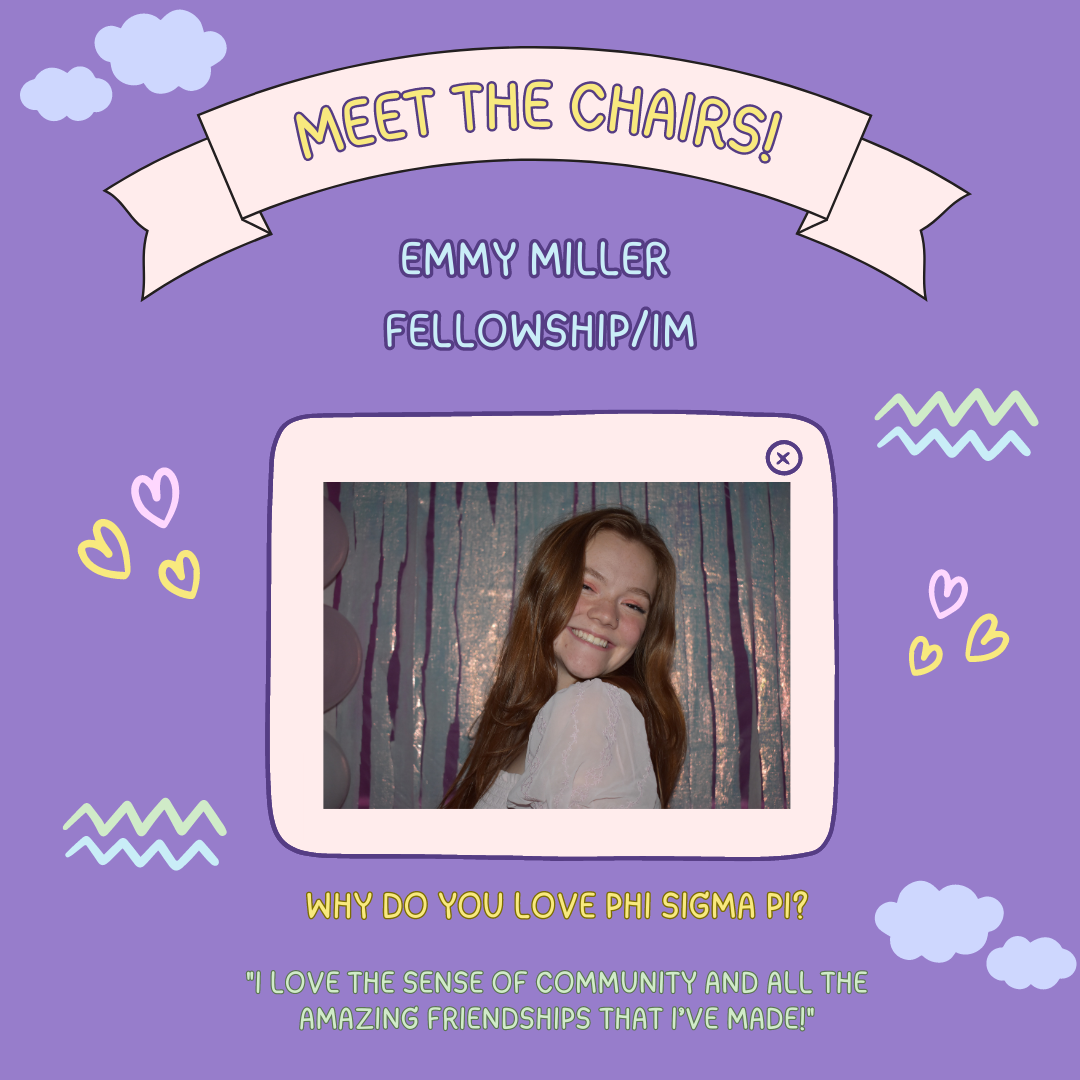 MEET THE CHAIRS!
EMMY MILLER
FELLOWSHIP/IM
WHY DO YOU LOVE PHI SIGMA PI?
"I LOVE THE SENSE OF COMMUNITY AND ALL THE
AMAZING FRIENDSHIPS THAT I'VE MADE!"